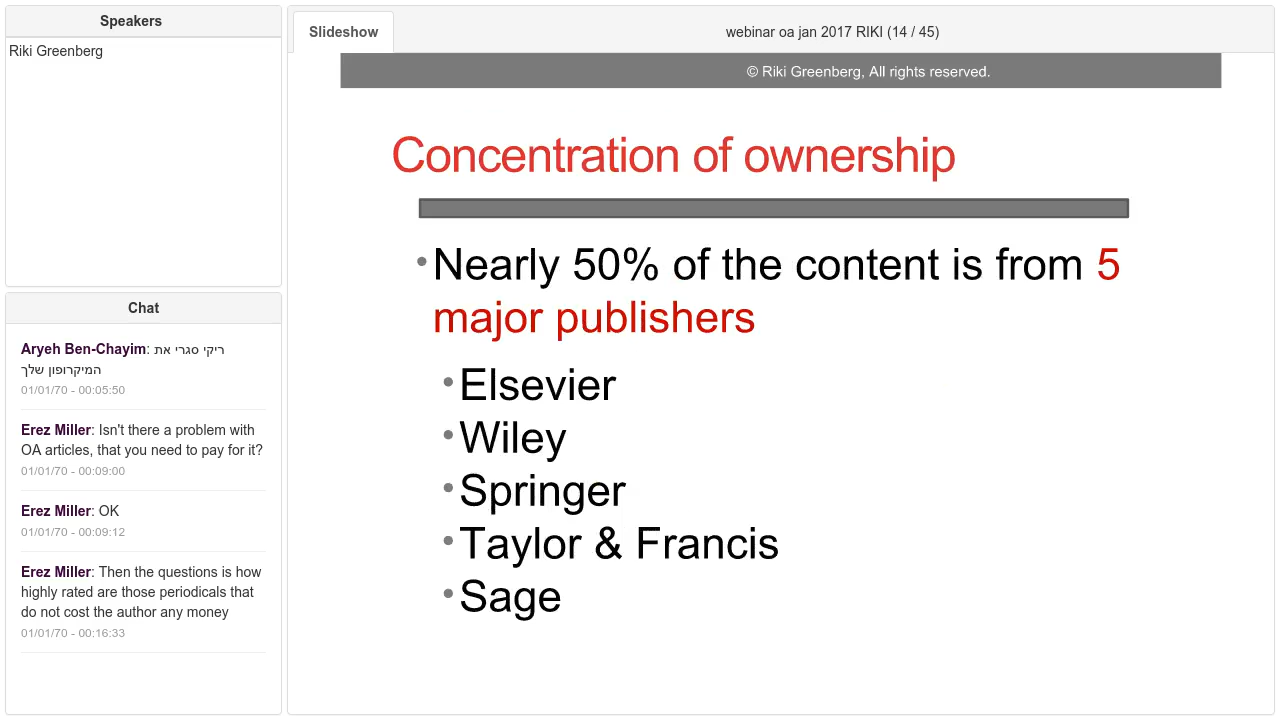 Speakers
Riki Greenberg
Chat
Aryeh Ben-Chayim: ריקי סגרי את
המיקרופון שלך
01/01/70 - 00:05:50
Erez Miller: Isn't there a problem with
OA articles, that you need to pay for it?
01/01/70 - 00:09:00
Erez Miller: OK
01/01/70 - 00:09:12
Erez Miller: Then the questions is how
highly rated are those periodicals that
do not cost the author any money
01/01/70 - 00:16:33
Slideshow
webinar oa jan 2017 RIKI (14 / 45)
© Riki Greenberg, All rights reserved.
Concentration of ownership
•Nearly 50% of the content is from 5
major publishers
•Elsevier
•Wiley
•Springer
•Taylor & Francis
•Sage